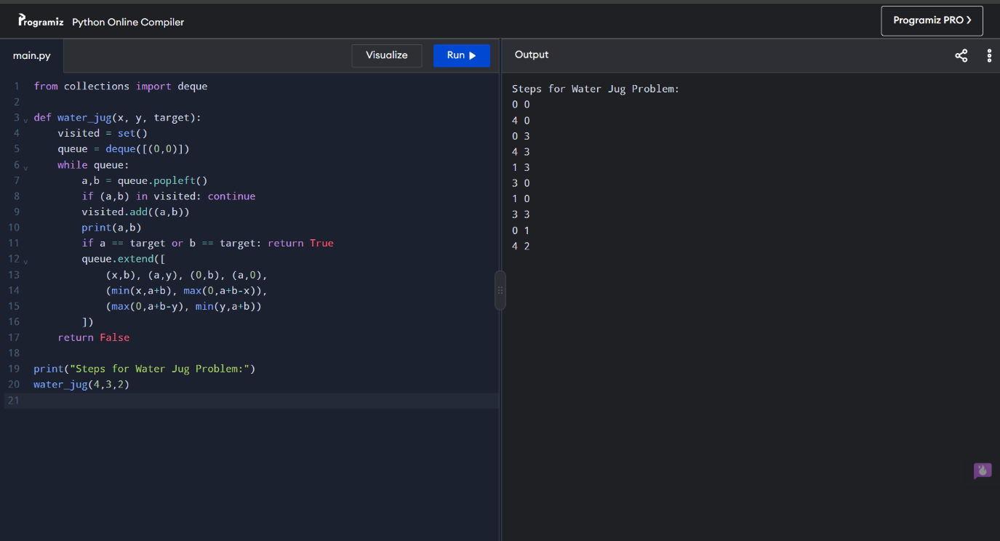 Programiz Python Online Compiler
Programiz PRO >
main.py
Visualize
Run
Output
1 from collections import deque
2
3 def water_jug(x, y, target):
4     visited = set()
5     queue = deque([(0,0)])
6     while queue:
7         a,b = queue.popleft()
8         if (a,b) in visited: continue
9         visited.add((a,b))
10         print(a,b)
11         if a == target or b == target: return True
12         queue.extend([
13             (x,b), (a,y), (0,b), (a,0),
14             (min(x,a+b), max(0,a+b-x)),
15             (max(0,a+b-y), min(y,a+b))
16         ])
17     return False
18
19 print("Steps for Water Jug Problem:")
20 water_jug(4,3,2)
21
Steps for Water Jug Problem:
0 0
4 0
0 3
4 3
1 3
3 0
1 0
3 3
0 1
4 2